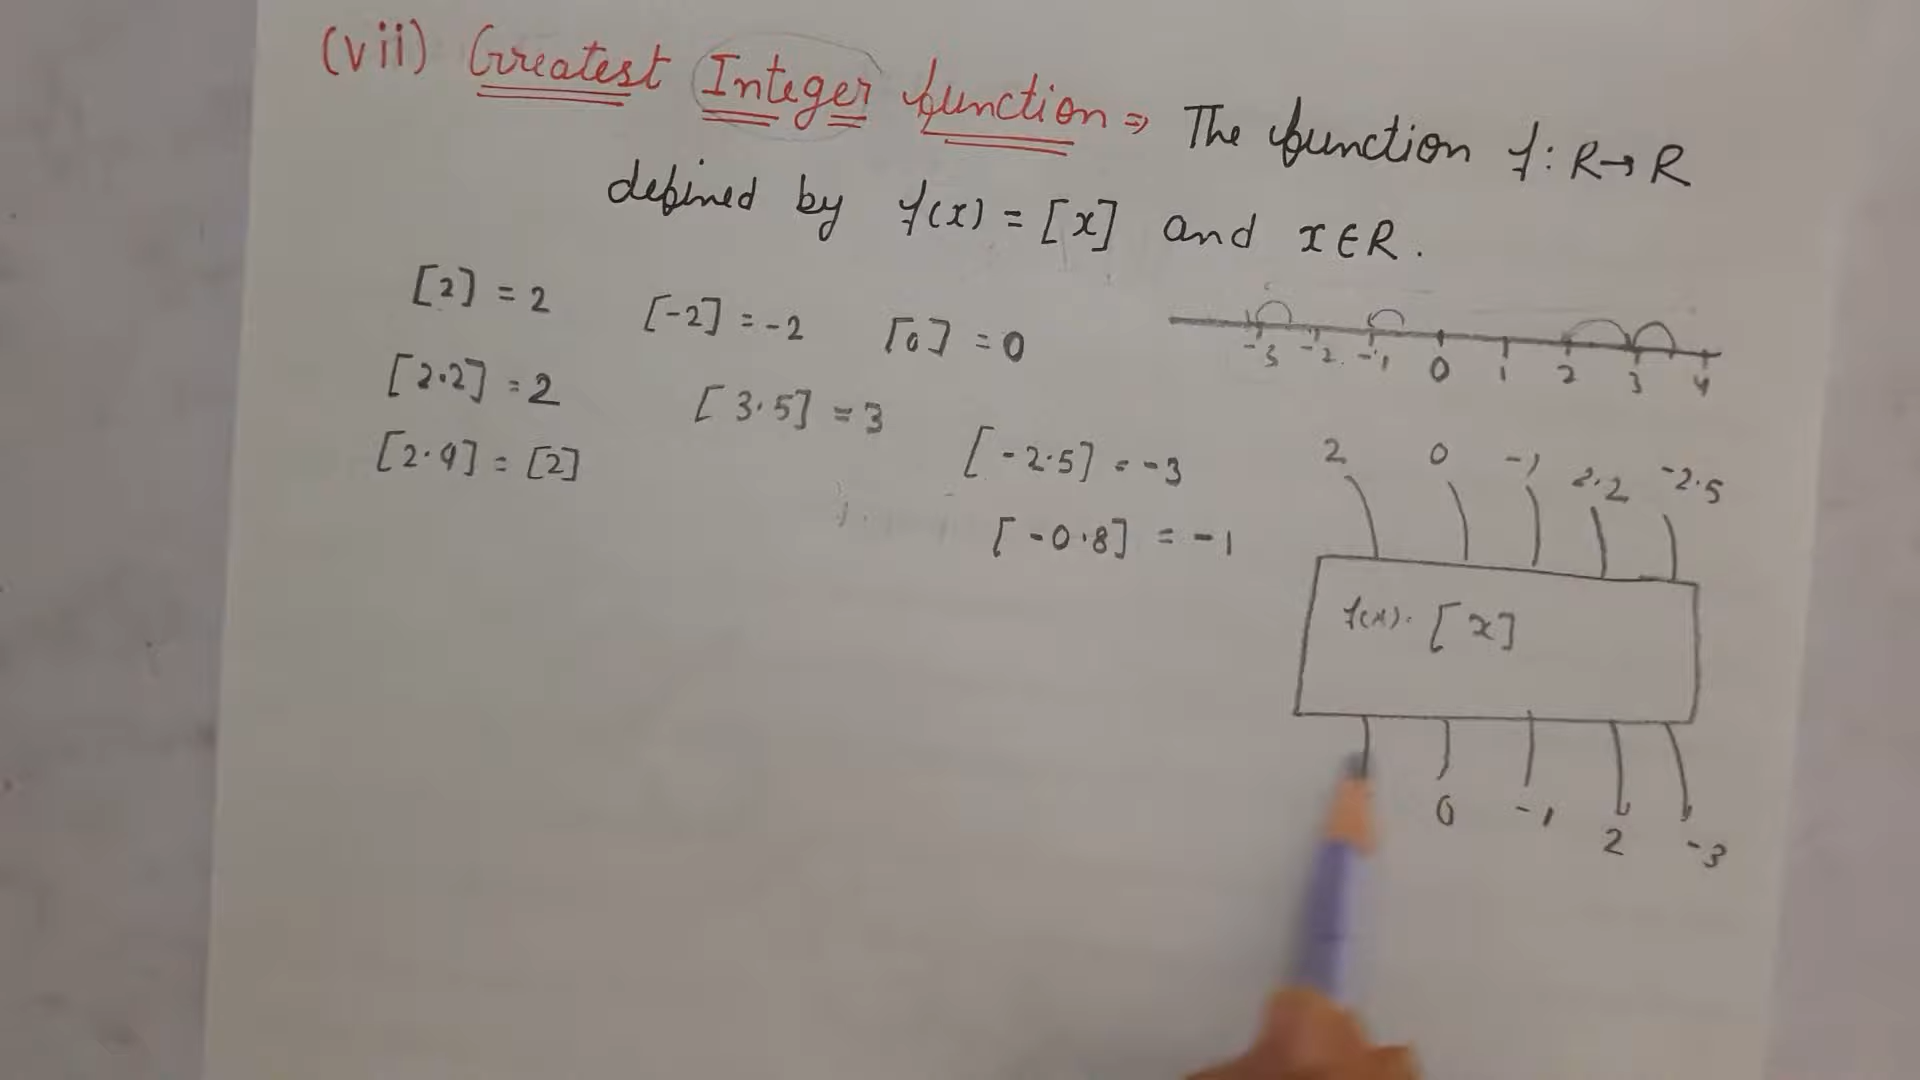 (vii) Greatest Integer function ⇒ The function f: R→R
defined by f(x) = [x] and x∈R.
[2] = 2 [-2] = -2 [0] = 0
-3 -2 -1 0 1 2 3 4
[2.2] = 2 [3.5] = 3
[2.9] = [2] [-2.5] = -3
[-0.8] = -1
2 0 -1 2.2 -2.5
f(x) = [x]
0 -1 2 -3